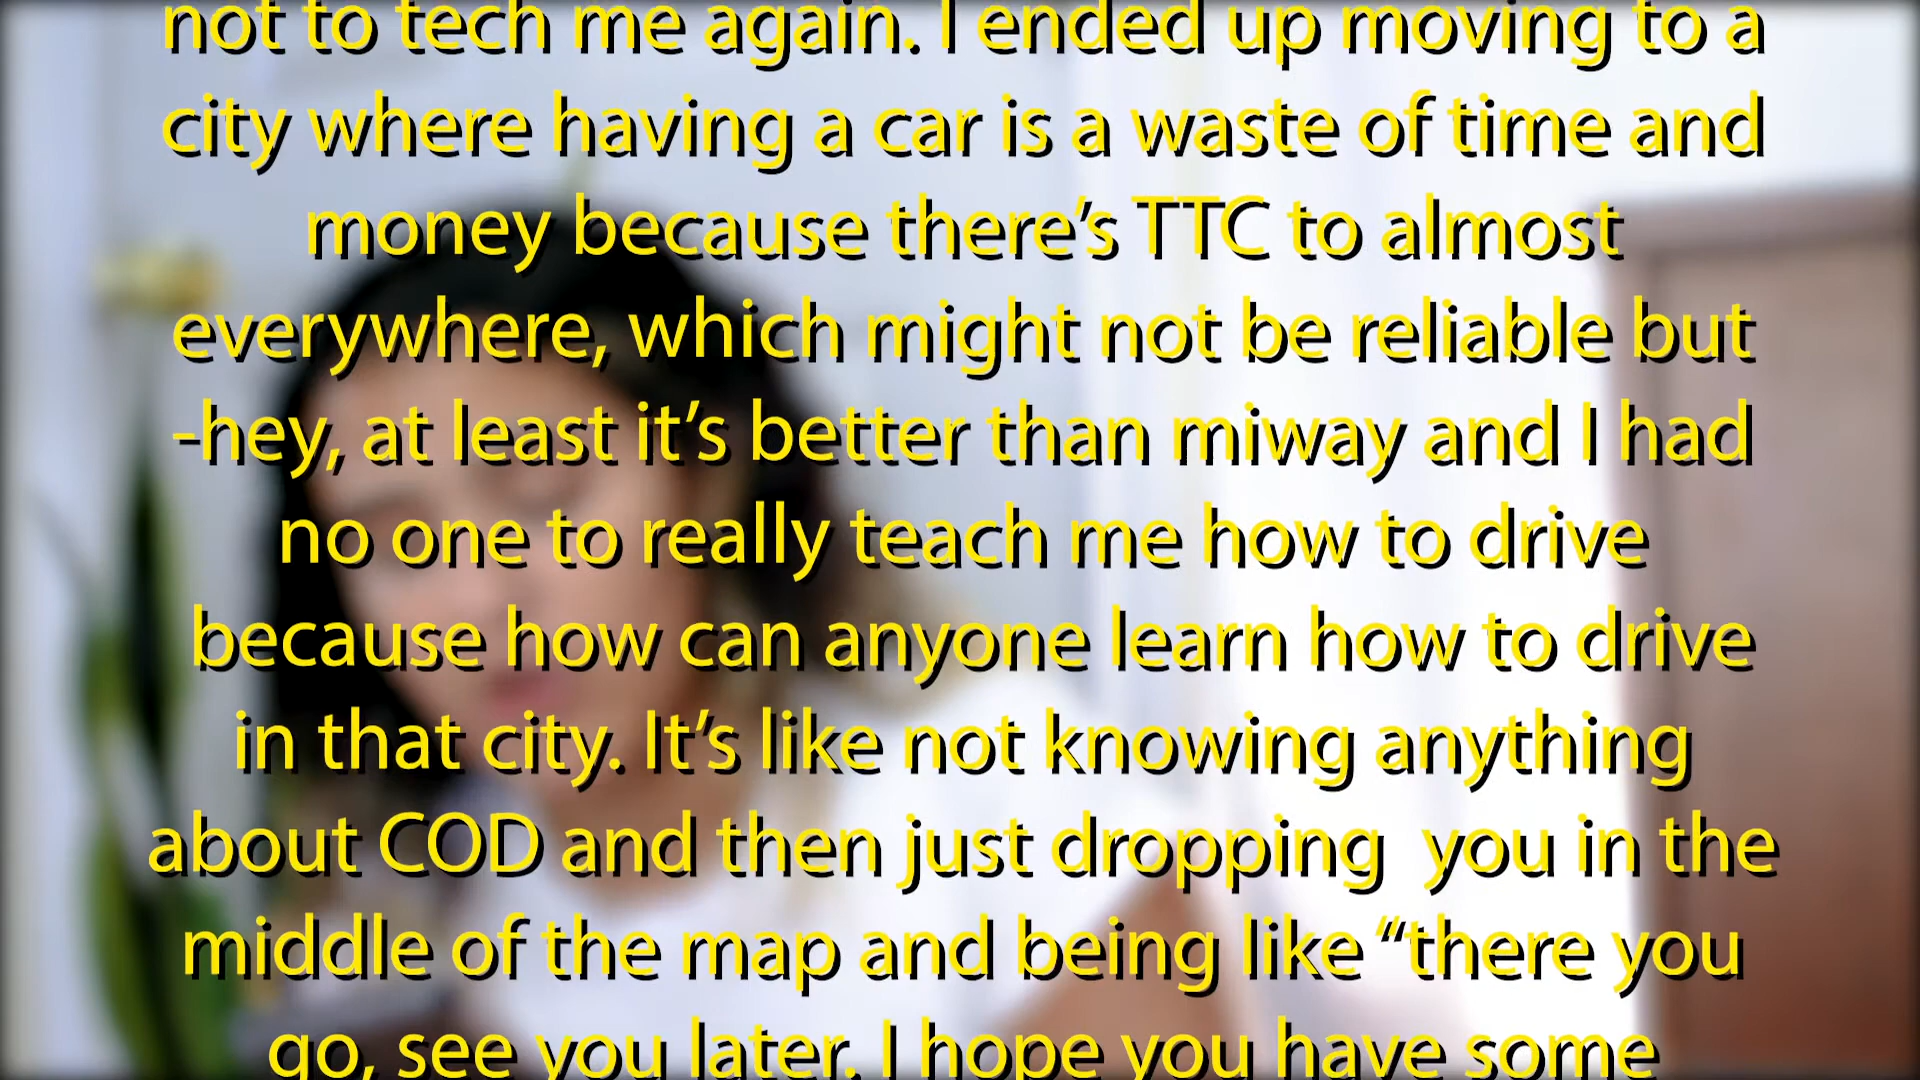 not to tech me again. I ended up moving to a
city where having a car is a waste of time and
money because there’s TTC to almost
everywhere, which might not be reliable but
-hey, at least it’s better than miway and I had
no one to really teach me how to drive
because how can anyone learn how to drive
in that city. It’s like not knowing anything
about COD and then just dropping  you in the
middle of the map and being like “there you
go, see you later. I hope you have some